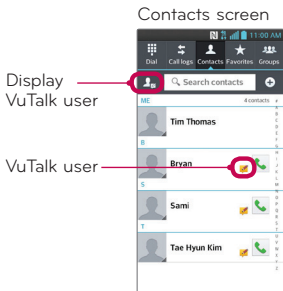 Contacts screen
11:00 AM
Dial Call logs Contacts Favorites Groups
Display
VuTalk user
Search contacts
ME 4 contacts
Tim Thomas
B
VuTalk user
Bryan
S
Sami
T
Tae Hyun Kim